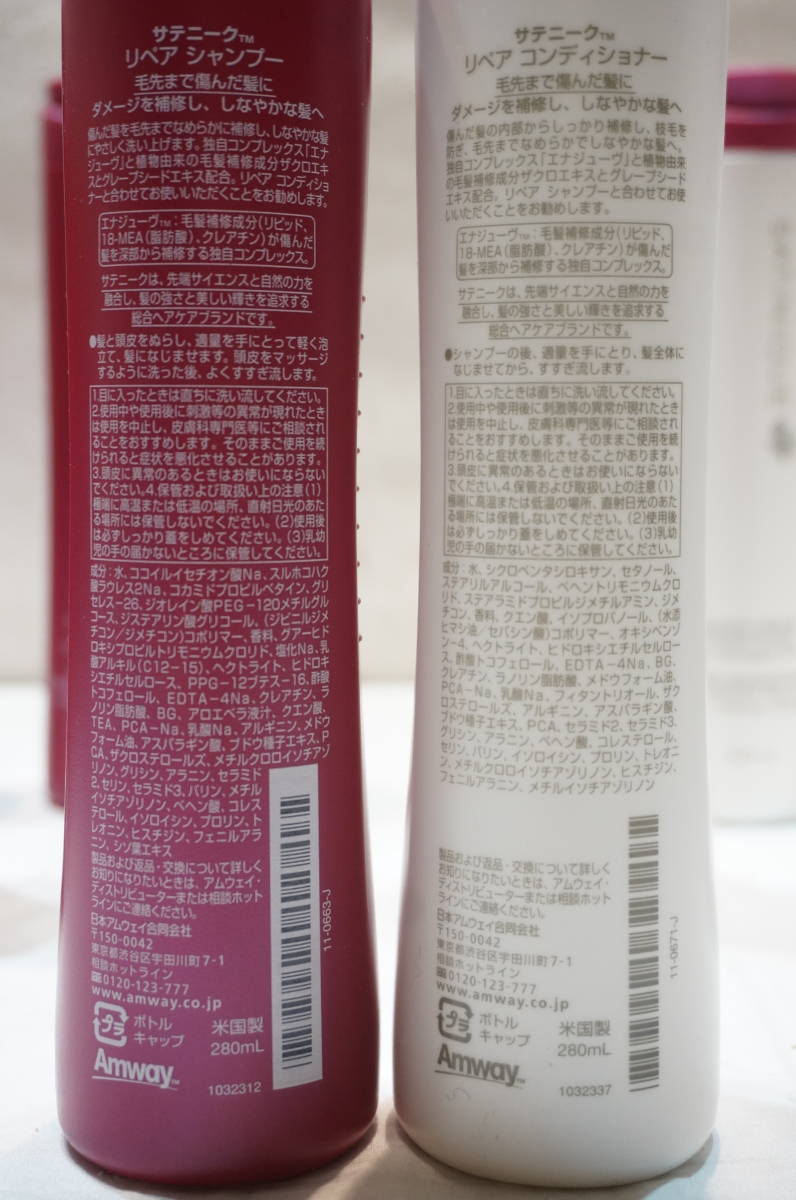 サテニーク™
リペア シャンプー
毛先まで傷んだ髪に
ダメージを補修し、しなやかな髪へ
傷んだ髪を毛先までなめらかに補修し、しなやかな髪
にやさしく洗い上げます。独自コンプレックス「エナ
ジューヴ」と植物由来の毛髪補修成分ザクロエキ
スとグレープシードエキス配合。リペア コンディショ
ナーと合わせてお使いいただくことをお勧めします。
エナジューヴ™:毛髪補修成分(リピッド、
18-MEA(脂肪酸)、クレアチン)が傷んだ
髪を深部から補修する独自コンプレックス。
サテニークは、先端サイエンスと自然の力を
融合し、髪の強さと美しい輝きを追求する
総合ヘアケアブランドです。
●髪と頭皮をぬらし、適量を手にとって軽く泡
立て、髪になじませます。頭皮をマッサージ
するように洗った後、よくすすぎ流します。
1.目に入ったときは直ちに洗い流してください。
2.使用中や使用後に刺激等の異常が現れたとき
は使用を中止し、皮膚科専門医等にご相談され
ることをおすすめします。そのままご使用を続
けられると症状を悪化させることがあります。
3.頭皮に異常のあるときはお使いにならない
でください。4.保管および取扱い上の注意(1)
極端に高温または低温の場所、直射日光のあた
る場所には保管しないでください。(2)使用後
は必ずしっかり蓋をしめてください。(3)乳幼
児の手の届かないところに保管してください。
成分:水、ココイルイセチオン酸Na、スルホコハク
酸ラウレス2Na、コカミドプロピルベタイン、グリ
セレス-26、ジオレイン酸PEG-120メチルグル
コース、ジステアリン酸グリコール、(ジビニルジメ
チコン/ジメチコン)コポリマー、香料、グアーヒド
ロキシプロピルトリモニウムクロリド、塩化Na、乳
酸アルキル(C12-15)、ヘクトライト、ヒドロキ
シエチルセルロース、PPG-12ブテス-16、酢酸
トコフェロール、EDTA-4Na、クレアチン、ラ
ノリン脂肪酸、BG、アロエベラ液汁、クエン酸、
TEA、PCA-Na、乳酸Na、アルギニン、メドウ
フォーム油、アスパラギン酸、ブドウ種子エキス、P
CA、ザクロステロールズ、メチルクロロイソチアゾ
リノン、グリシン、アラニン、セラミド
2、セリン、セラミド3、バリン、メチル
イソチアゾリノン、ベヘン酸、コレス
テロール、イソロイシン、プロリン、ト
レオニン、ヒスチジン、フェニルアラ
ニン、シソ葉エキス
製品および返品・交換について詳しく
お知りになりたいときは、アムウェイ・
ディストリビューターまたは相談ホット
ラインにご連絡ください。
日本アムウェイ合同会社
〒150-0042
東京都渋谷区宇田川町7-1
相談ホットライン
0120-123-777
www.amway.co.jp
プラ
ボトル
キャップ
米国製
280mL
Amway™
1032312
11-0663-J
サテニーク™
リペア コンディショナー
毛先まで傷んだ髪に
ダメージを補修し、しなやかな髪へ
傷んだ髪の内部からしっかり補修し、枝毛を
防ぎ、毛先までなめらかでしなやかな髪へ。
独自コンプレックス「エナジューヴ」と植物由来
の毛髪補修成分ザクロエキスとグレープシード
エキス配合。リペア シャンプーと合わせてお使
いいただくことをお勧めします。
エナジューヴ™:毛髪補修成分(リピッド、
18-MEA(脂肪酸)、クレアチン)が傷んだ
髪を深部から補修する独自コンプレックス。
サテニークは、先端サイエンスと自然の力を
融合し、髪の強さと美しい輝きを追求する
総合ヘアケアブランドです。
●シャンプーの後、適量を手にとり、髪全体に
なじませてから、すすぎ流します。
1.目に入ったときは直ちに洗い流してください。
2.使用中や使用後に刺激等の異常が現れたとき
は使用を中止し、皮膚科専門医等にご相談され
ることをおすすめします。そのままご使用を続
けられると症状を悪化させることがあります。
3.頭皮に異常のあるときはお使いにならない
でください。4.保管および取扱い上の注意(1)
極端に高温または低温の場所、直射日光のあた
る場所には保管しないでください。(2)使用後
は必ずしっかり蓋をしめてください。(3)乳幼
児の手の届かないところに保管してください。
成分:水、シクロペンタシロキサン、セタノール、
ステアリルアルコール、ベヘントリモニウムクロ
リド、ステアラミドプロピルジメチルアミン、ジメ
チコン、香料、クエン酸、イソプロパノール、(水添
ヒマシ油/セバシン酸)コポリマー、オキシベンゾ
ン-4、ヘクトライト、ヒドロキシエチルセルロー
ス、酢酸トコフェロール、EDTA-4Na、BG、
クレアチン、ラノリン脂肪酸、メドウフォーム油、
PCA-Na、乳酸Na、フィタントリオール、ザク
ロステロールズ、アルギニン、アスパラギン酸、
ブドウ種子エキス、PCA、セラミド2、セラミド3、
グリシン、アラニン、ベヘン酸、コレステロール、
セリン、バリン、イソロイシン、プロリン、トレオニ
ン、メチルクロロイソチアゾリノン、ヒスチジン、
フェニルアラニン、メチルイソチアゾリノン
製品および返品・交換について詳しく
お知りになりたいときは、アムウェイ・
ディストリビューターまたは相談ホット
ラインにご連絡ください。
日本アムウェイ合同会社
〒150-0042
東京都渋谷区宇田川町7-1
相談ホットライン
0120-123-777
www.amway.co.jp
プラ
ボトル
キャップ
米国製
280mL
Amway™
1032337
11-0671-J